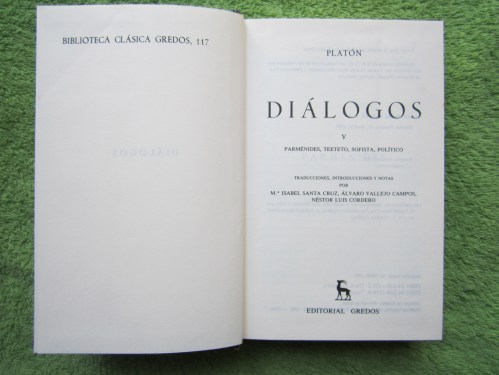 BIBLIOTECA CLÁSICA GREDOS, 117
PLATÓN
DIÁLOGOS
V
PARMÉNIDES, TEETETO, SOFISTA, POLÍTICO
TRADUCCIONES, INTRODUCCIONES Y NOTAS
POR
M.ª ISABEL SANTA CRUZ, ÁLVARO VALLEJO CAMPOS,
NÉSTOR LUIS CORDERO
EDITORIAL GREDOS